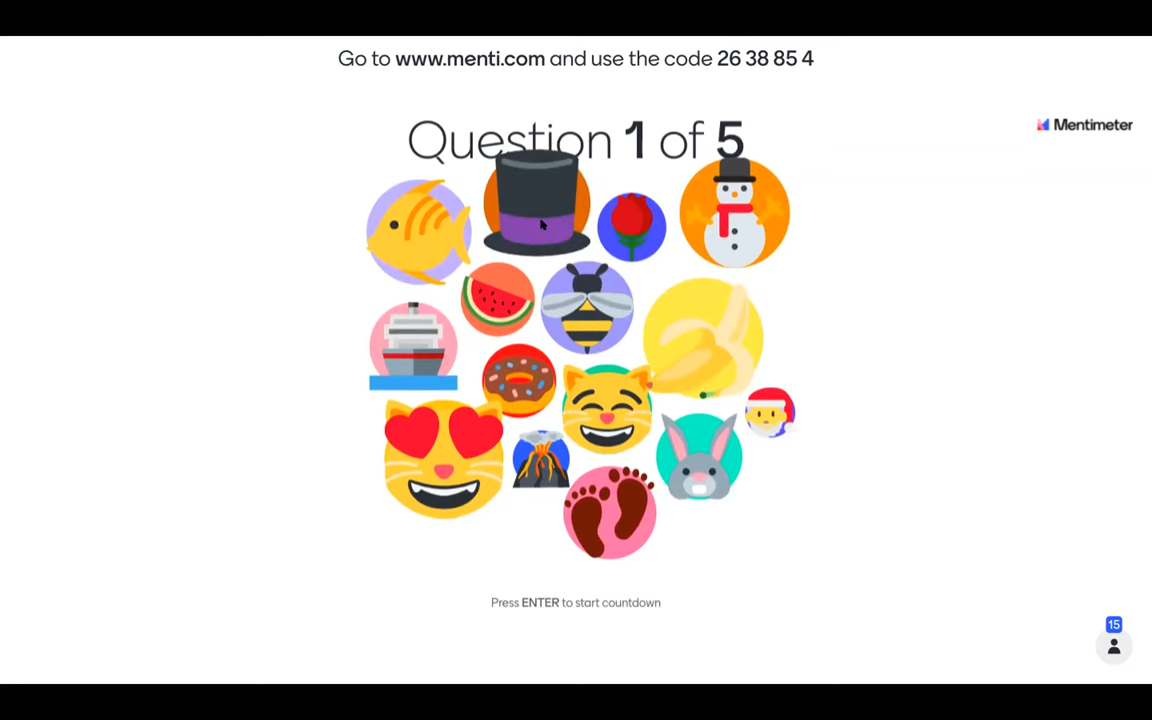 Go to www.menti.com and use the code 26 38 85 4
Mentimeter
Question 1 of 5
Press ENTER to start countdown
15